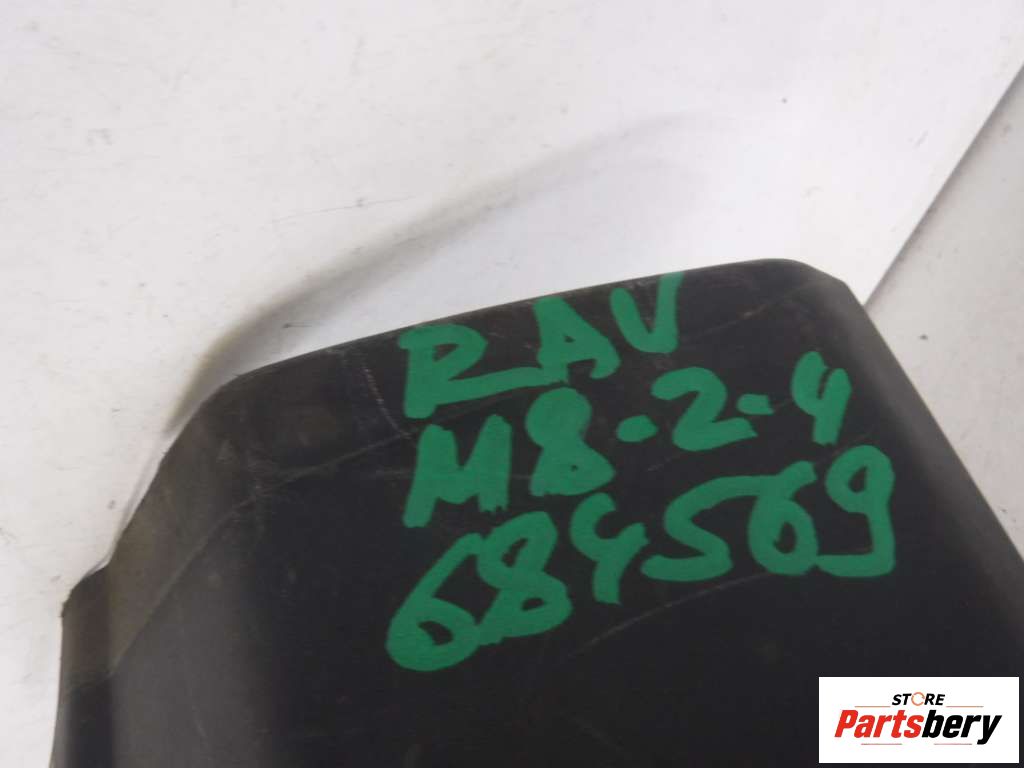 RAV
M8-2-4
684569
STORE
Partsbery